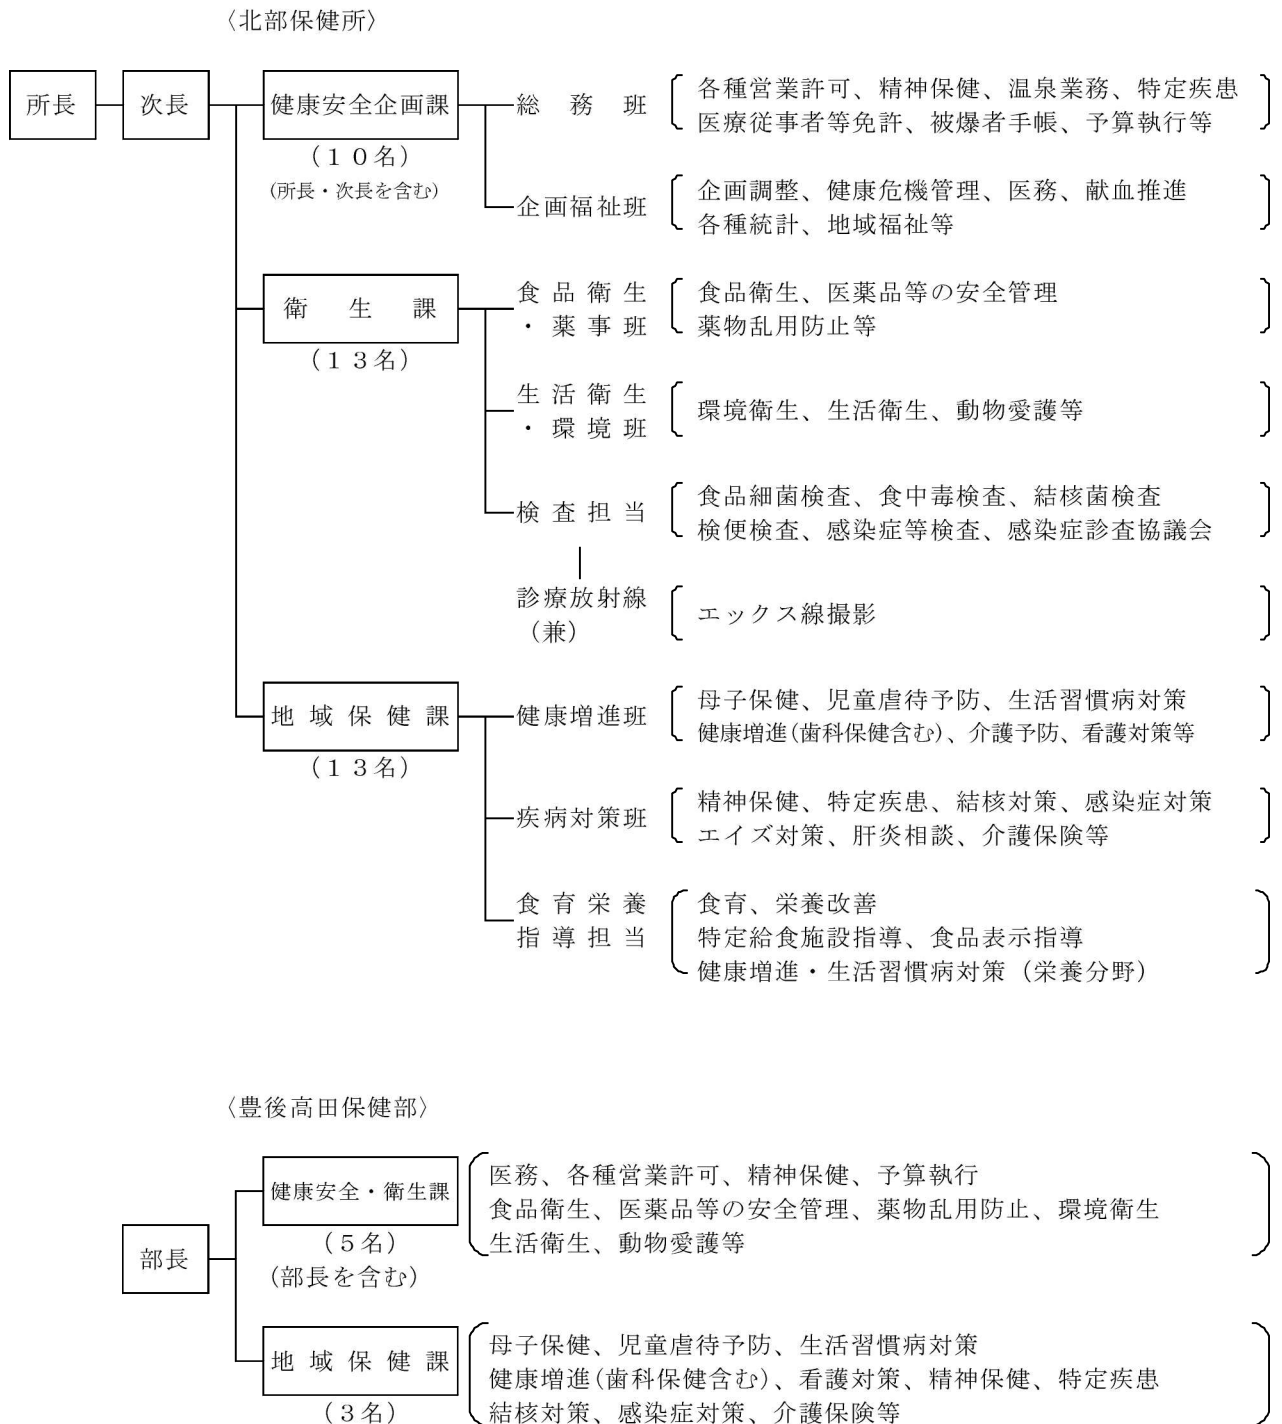 〈北部保健所〉
所長
次長
健康安全企画課
（１０名）
(所長・次長を含む)
総務班
各種営業許可、精神保健、温泉業務、特定疾患
医療従事者等免許、被爆者手帳、予算執行等
企画福祉班
企画調整、健康危機管理、医務、献血推進
各種統計、地域福祉等
衛生課
（１３名）
食品衛生
・薬事班
食品衛生、医薬品等の安全管理
薬物乱用防止等
生活衛生
・環境班
環境衛生、生活衛生、動物愛護等
検査担当
食品細菌検査、食中毒検査、結核菌検査
検便検査、感染症等検査、感染症診査協議会
診療放射線
（兼）
エックス線撮影
地域保健課
（１３名）
健康増進班
母子保健、児童虐待予防、生活習慣病対策
健康増進(歯科保健含む)、介護予防、看護対策等
疾病対策班
精神保健、特定疾患、結核対策、感染症対策
エイズ対策、肝炎相談、介護保険等
食育栄養
指導担当
食育、栄養改善
特定給食施設指導、食品表示指導
健康増進・生活習慣病対策（栄養分野）
〈豊後高田保健部〉
部長
健康安全・衛生課
（５名）
（部長を含む）
医務、各種営業許可、精神保健、予算執行
食品衛生、医薬品等の安全管理、薬物乱用防止、環境衛生
生活衛生、動物愛護等
地域保健課
（３名）
母子保健、児童虐待予防、生活習慣病対策
健康増進(歯科保健含む)、看護対策、精神保健、特定疾患
結核対策、感染症対策、介護保険等